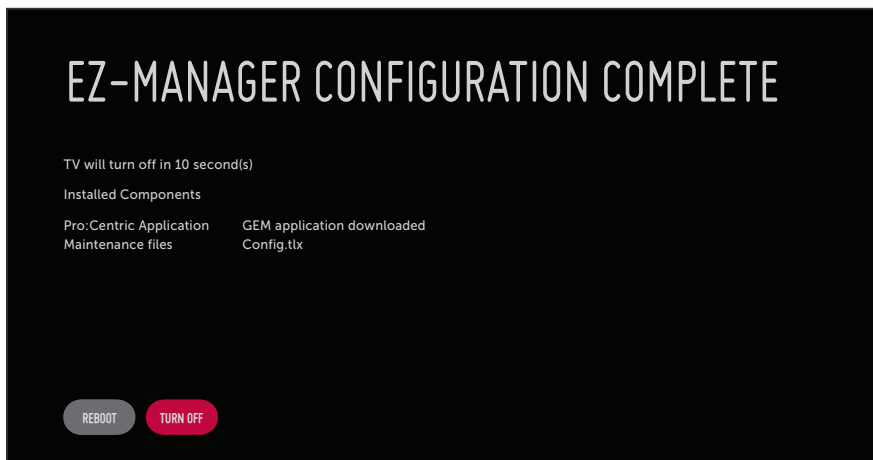 EZ-MANAGER CONFIGURATION COMPLETE
TV will turn off in 10 second(s)
Installed Components
Pro:Centric Application GEM application downloaded
Maintenance files Config.tlx
REBOOT TURN OFF